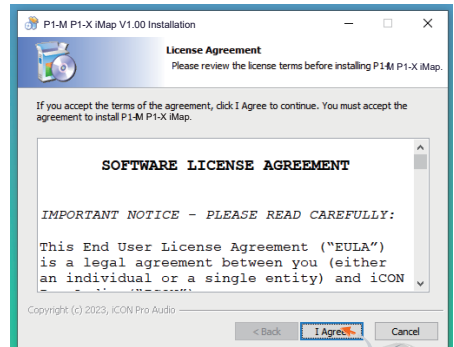 P1-M P1-X iMap V1.00 Installation
License Agreement
Please review the license terms before installing P1-M P1-X iMap.
If you accept the terms of the agreement, click I Agree to continue. You must accept the
agreement to install P1-M P1-X iMap.
SOFTWARE LICENSE AGREEMENT
IMPORTANT NOTICE – PLEASE READ CAREFULLY:
This End User License Agreement (“EULA”)
is a legal agreement between you (either
an individual or a single entity) and iCON
Copyright (c) 2023, iCON Pro Audio
< Back
I Agree
Cancel